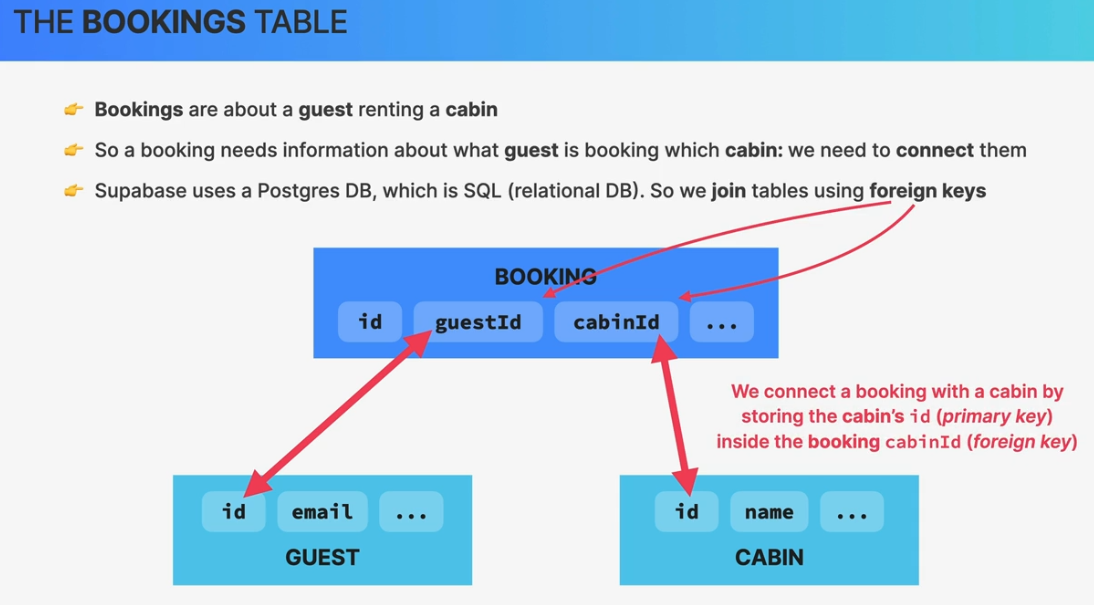 THE BOOKINGS TABLE
👉 Bookings are about a guest renting a cabin
👉 So a booking needs information about what guest is booking which cabin: we need to connect them
👉 Supabase uses a Postgres DB, which is SQL (relational DB). So we join tables using foreign keys
BOOKING
id guestId cabinId ...
We connect a booking with a cabin by
storing the cabin’s id (primary key)
inside the booking cabinId (foreign key)
id email ...
GUEST
id name ...
CABIN